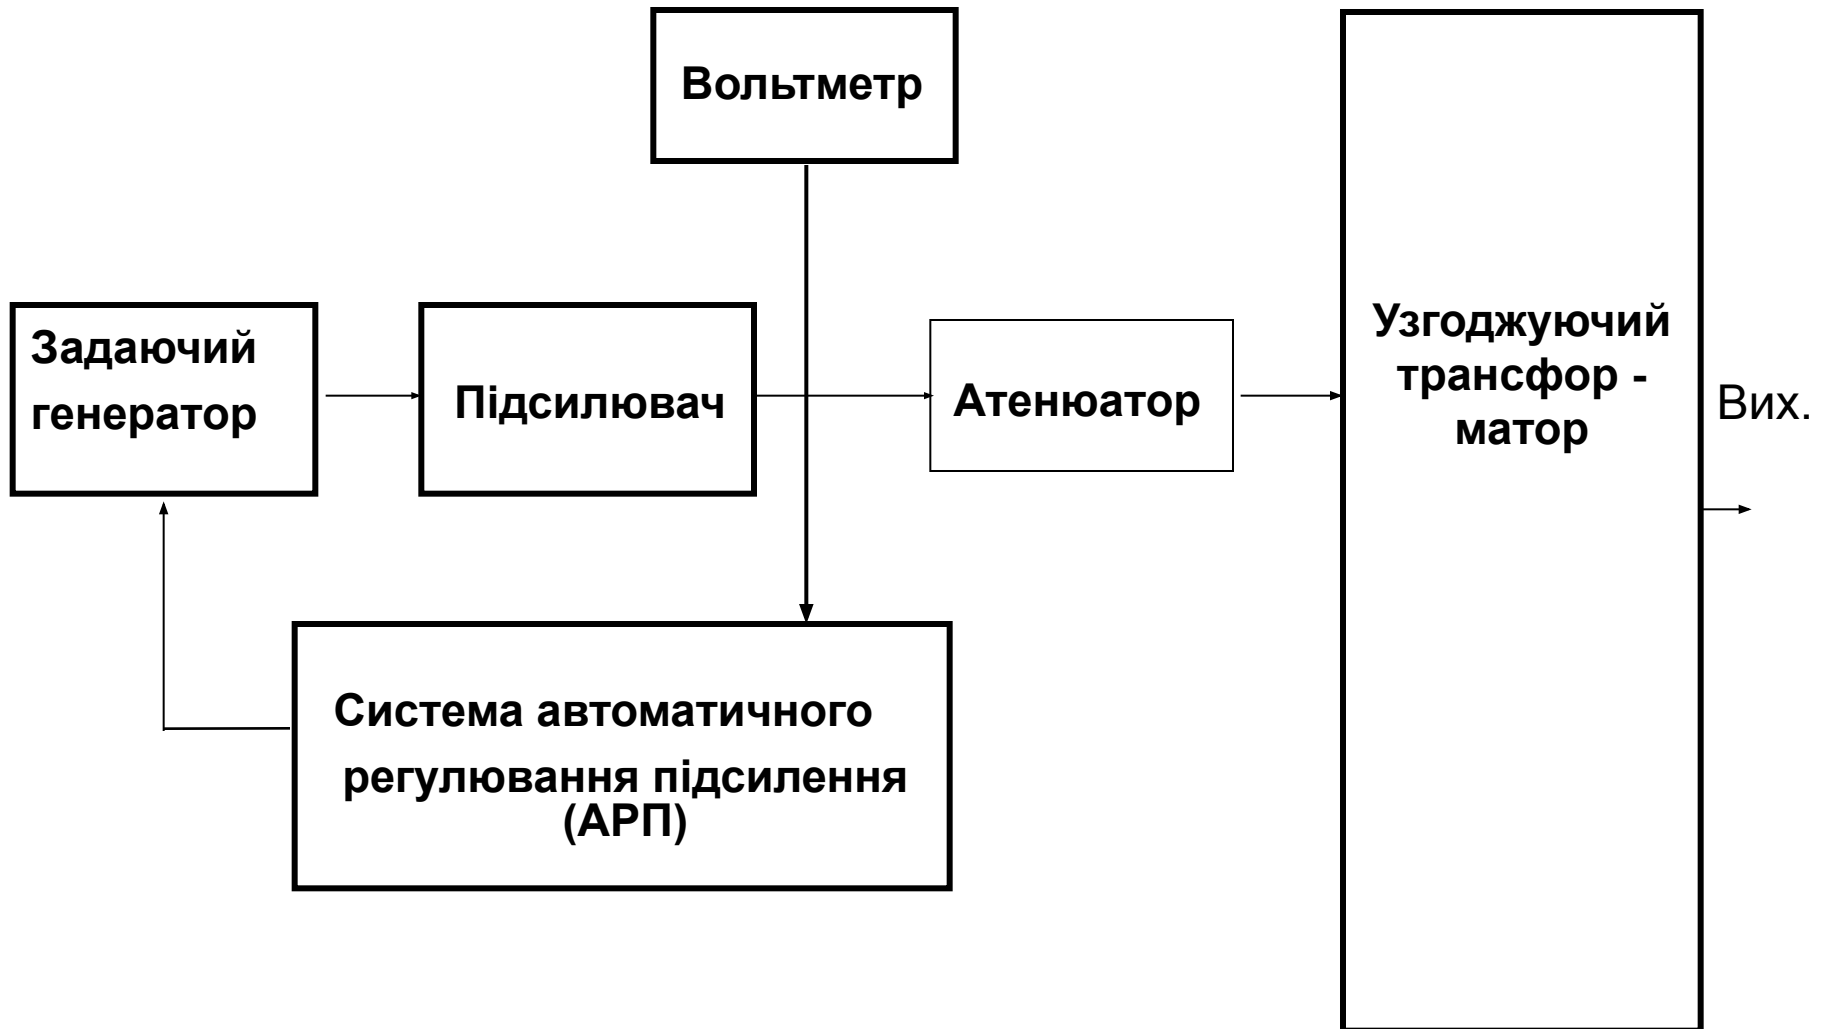 Вольтметр
Задаючий
генератор
Підсилювач
Атенюатор
Узгоджуючий
трансфор -
матор
Вих.
Система автоматичного
регулювання підсилення
(АРП)